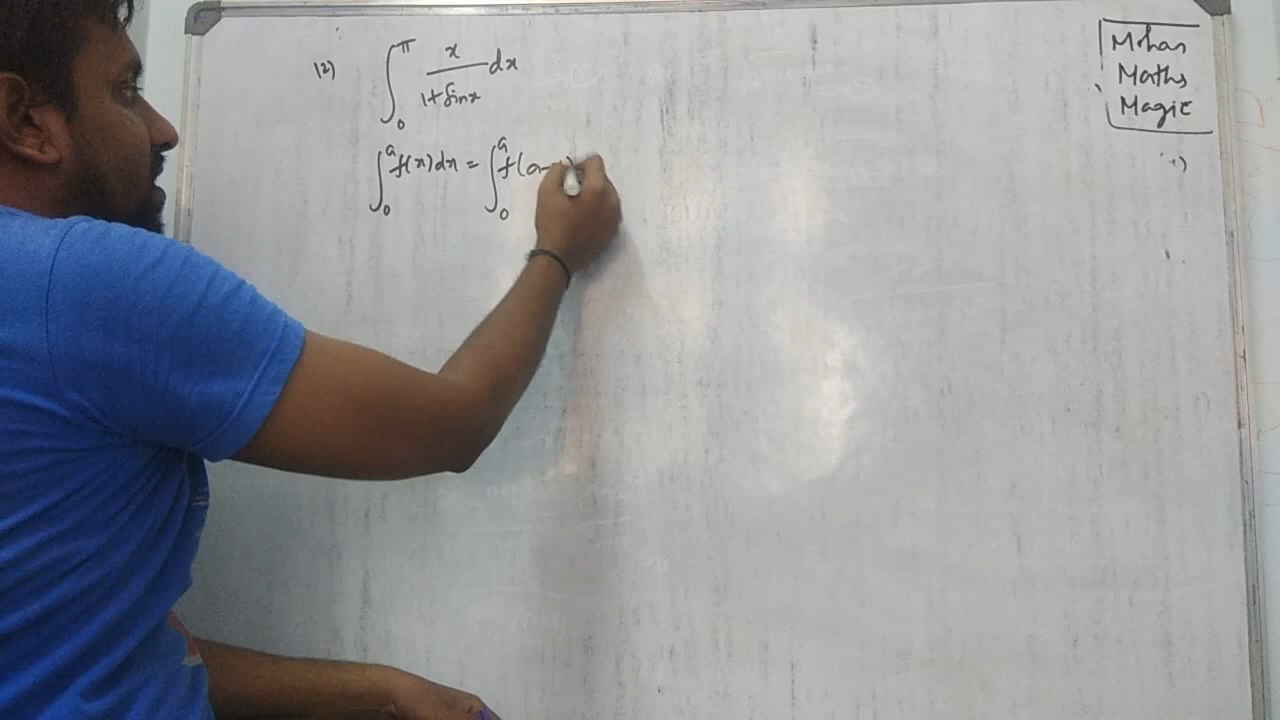 12) ∫₀^π x/(1+sinx) dx
∫₀^a f(x)dx = ∫₀^a f(a-
Mohan
Maths
Magic